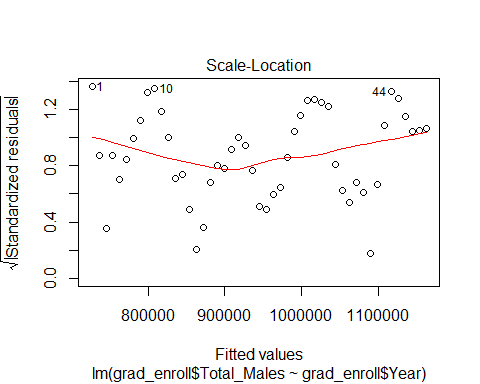 Scale-Location
√|Standardized residuals|
0.0 0.4 0.8 1.2
1 10 44
800000 900000 1000000 1100000
Fitted values
lm(grad_enroll$Total_Males ~ grad_enroll$Year)